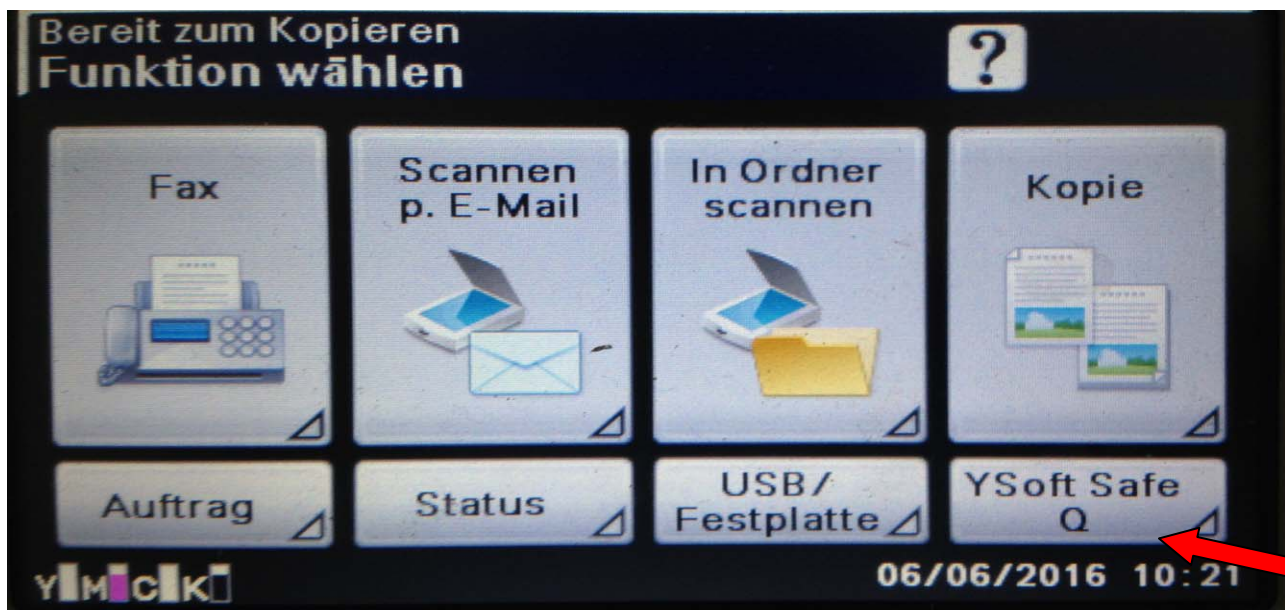 Bereit zum Kopieren
Funktion wählen
?
Fax
Scannen
p. E-Mail
In Ordner
scannen
Kopie
Auftrag
Status
USB/
Festplatte
YSoft Safe
Q
Y M C K
06/06/2016 10:21